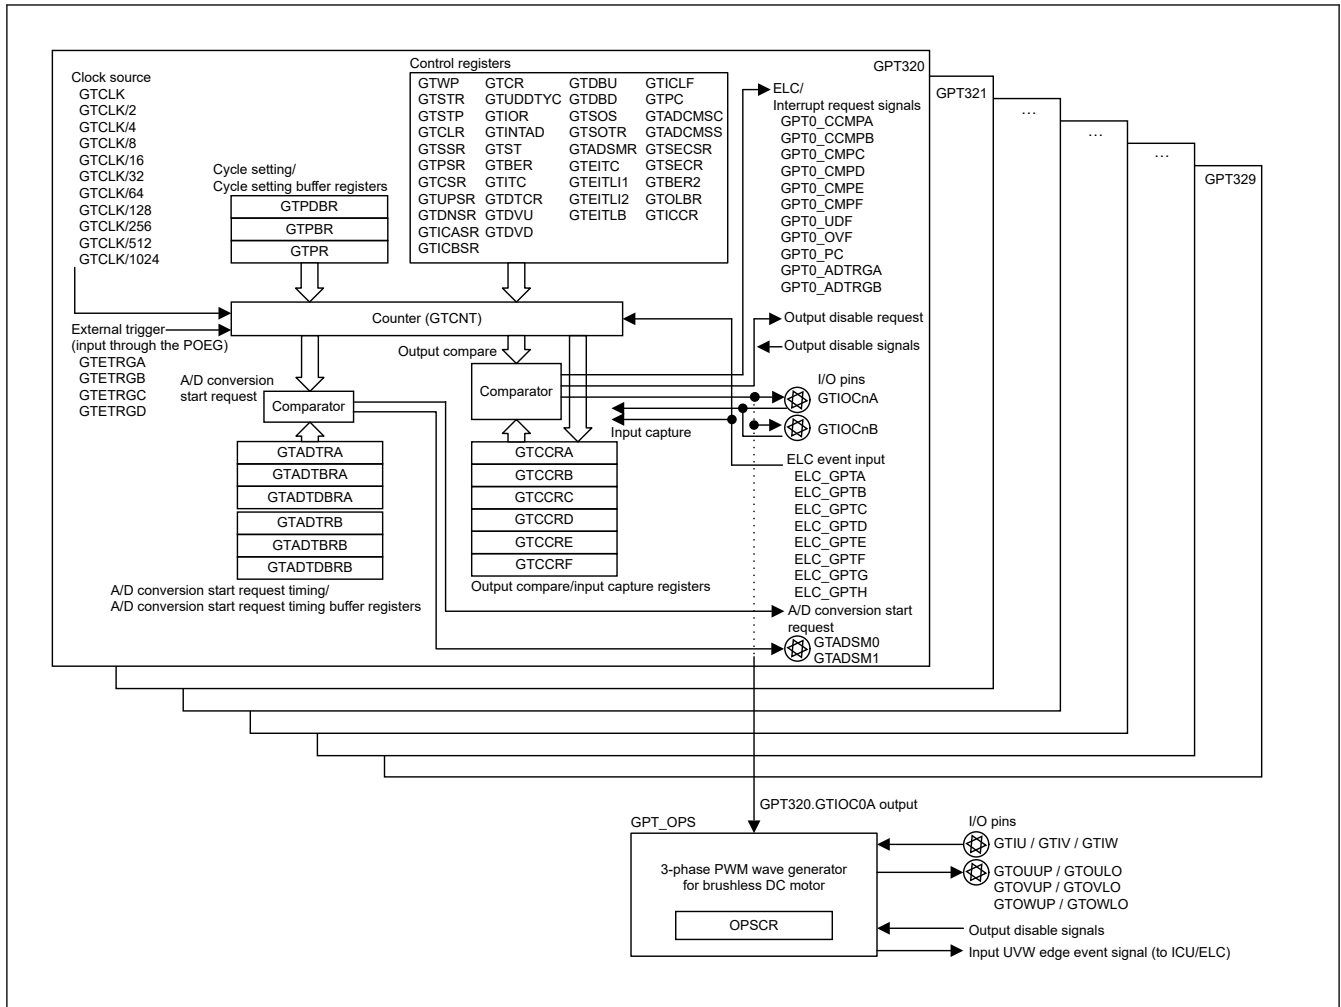 GPT320
GPT321
...
...
...
GPT329
Clock source
GTCLK
GTCLK/2
GTCLK/4
GTCLK/8
GTCLK/16
GTCLK/32
GTCLK/64
GTCLK/128
GTCLK/256
GTCLK/512
GTCLK/1024
Cycle setting/
Cycle setting buffer registers
GTPDBR
GTPBR
GTPR
Control registers
GTWP GTCR GTDBU GTICLF
GTSTR GTUDDTYC GTDBD GTPC
GTSTP GTIOR GTSOS GTADCMSC
GTCLR GTINTAD GTSOTR GTADCMSS
GTSSR GTST GTADSMR GTSECSR
GTPSR GTBER GTEITC GTSECR
GTCSR GTITC GTEITLI1 GTBER2
GTUPSR GTDTCR GTEITLI2 GTOLBR
GTDNSR GTDVU GTEITLB GTICCR
GTICASR GTDVD
GTICBSR
ELC/
Interrupt request signals
GPT0_CCMPA
GPT0_CCMPB
GPT0_CMPC
GPT0_CMPD
GPT0_CMPE
GPT0_CMPF
GPT0_UDF
GPT0_OVF
GPT0_PC
GPT0_ADTRGA
GPT0_ADTRGB
Counter (GTCNT)
External trigger
(input through the POEG)
GTETRGA
GTETRGB
GTETRGC
GTETRGD
A/D conversion
start request
Comparator
Output compare
Comparator
Output disable request
Output disable signals
I/O pins
GTIOCnA
GTIOCnB
Input capture
GTADTRA
GTADTBRA
GTADTDBRA
GTADTRB
GTADTBRB
GTADTDBRB
A/D conversion start request timing/
A/D conversion start request timing buffer registers
GTCCRA
GTCCRB
GTCCRC
GTCCRD
GTCCRE
GTCCRF
Output compare/input capture registers
ELC event input
ELC_GPTA
ELC_GPTB
ELC_GPTC
ELC_GPTD
ELC_GPTE
ELC_GPTF
ELC_GPTG
ELC_GPTH
A/D conversion start
request
GTADSM0
GTADSM1
GPT320.GTIOC0A output
GPT_OPS
3-phase PWM wave generator
for brushless DC motor
OPSCR
I/O pins
GTIU / GTIV / GTIW
GTOUUP / GTOULO
GTOVUP / GTOVLO
GTOWUP / GTOWLO
Output disable signals
Input UVW edge event signal (to ICU/ELC)